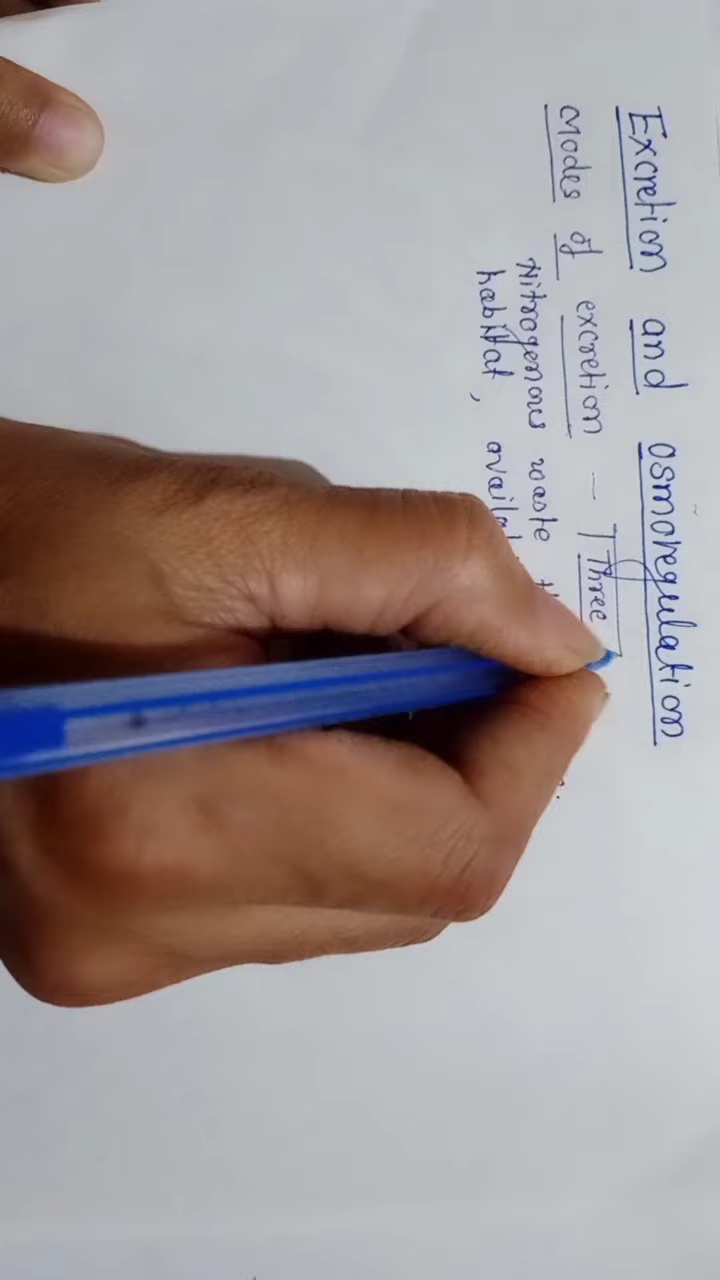 Excretion and osmoregulation
Modes of excretion - Three
Nitrogenous waste
habitat,